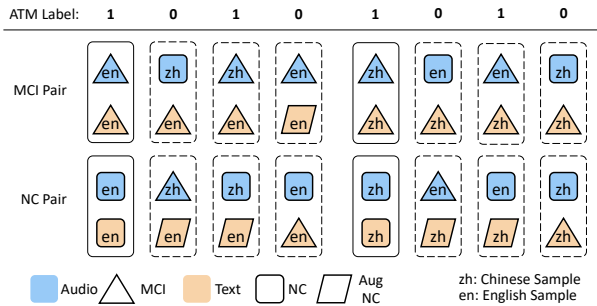 ATM Label: 1 0 1 0 1 0 1 0
en zh zh en zh en en zh
MCI Pair
en en en en zh zh zh zh
en zh zh en zh en en zh
NC Pair
en en en en zh zh zh zh
Audio MCI Text NC Aug NC
zh: Chinese Sample
en: English Sample